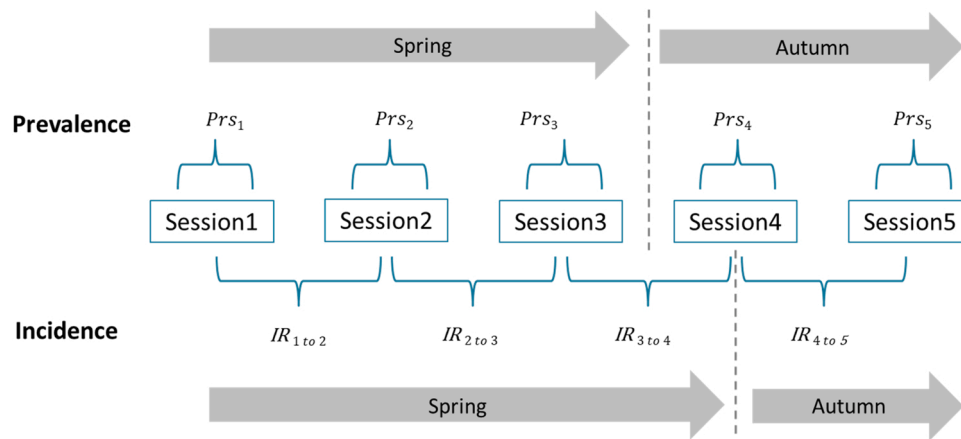 Spring Autumn
Prevalence Prs1 Prs2 Prs3 Prs4 Prs5
Session1 Session2 Session3 Session4 Session5
Incidence IR1 to 2 IR2 to 3 IR3 to 4 IR4 to 5
Spring Autumn